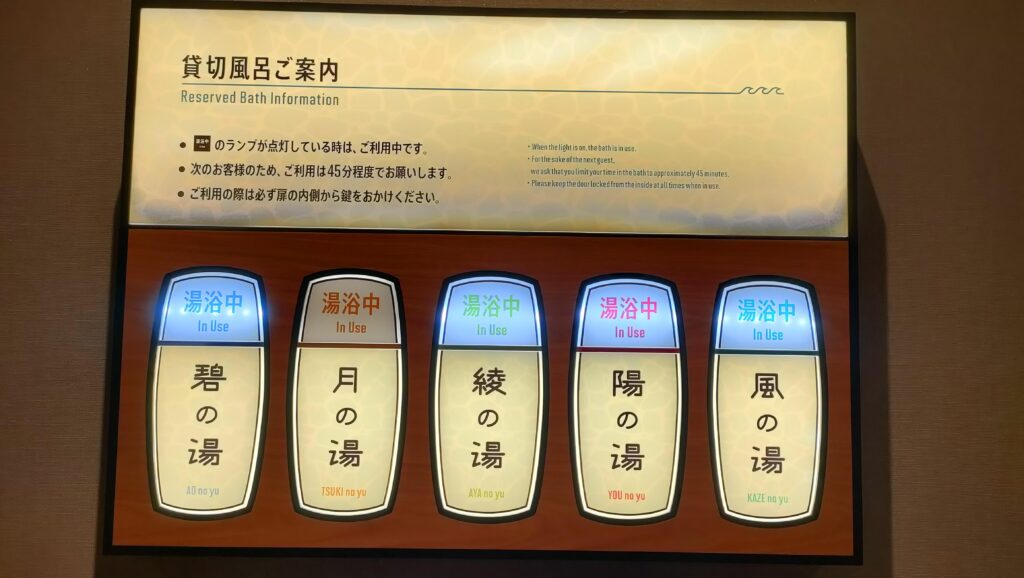 貸切風呂ご案内
Reserved Bath Information
● 湯浴中 のランプが点灯している時は、ご利用中です。
● 次のお客様のため、ご利用は45分程度でお願いします。
● ご利用の際は必ず扉の内側から鍵をおかけください。
・When the light is on, the bath is in use.
・For the sake of the next guest,
we ask that you limit your time in the bath to approximately 45 minutes.
・Please keep the door locked from the inside at all times when in use.
湯浴中
In Use
碧の湯
AO no yu
湯浴中
In Use
月の湯
TSUKI no yu
湯浴中
In Use
綾の湯
AYA no yu
湯浴中
In Use
陽の湯
YOU no yu
湯浴中
In Use
風の湯
KAZE no yu